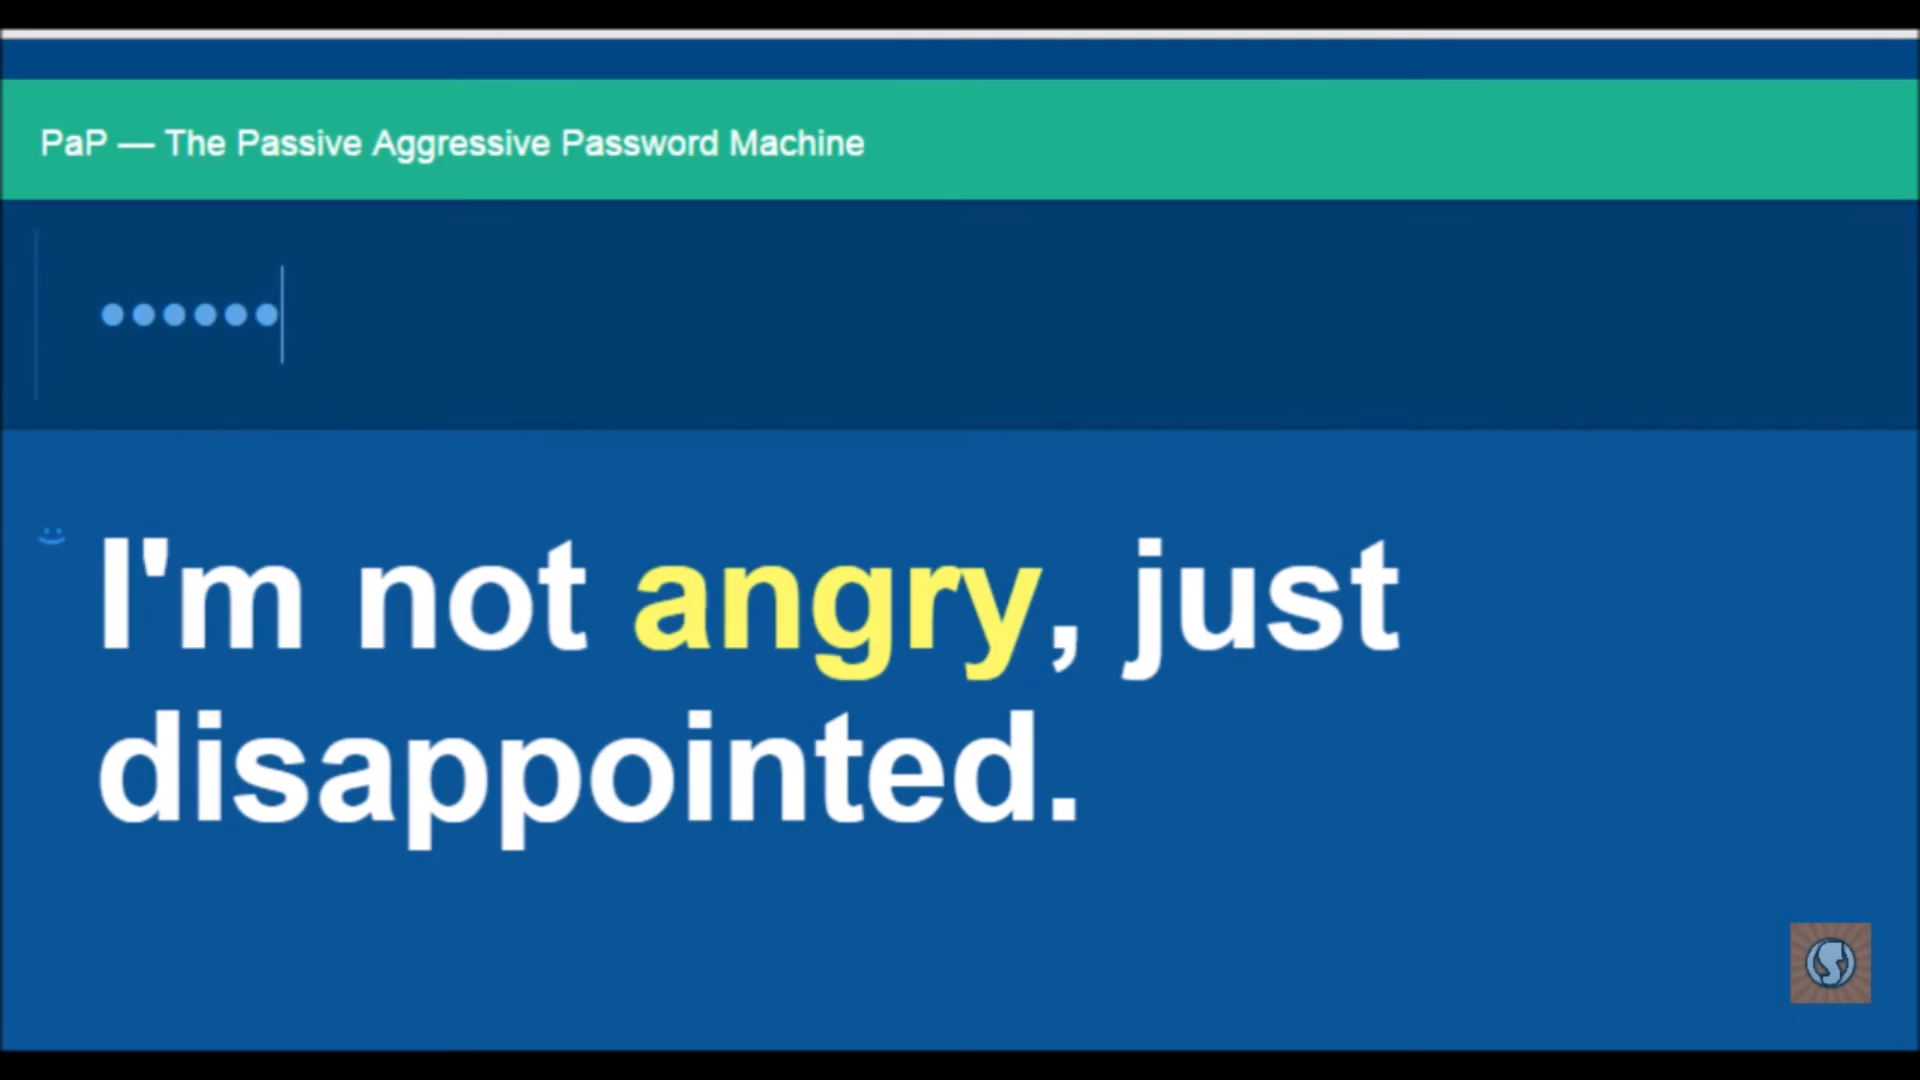 PaP — The Passive Aggressive Password Machine
••••••
I'm not angry, just
disappointed.